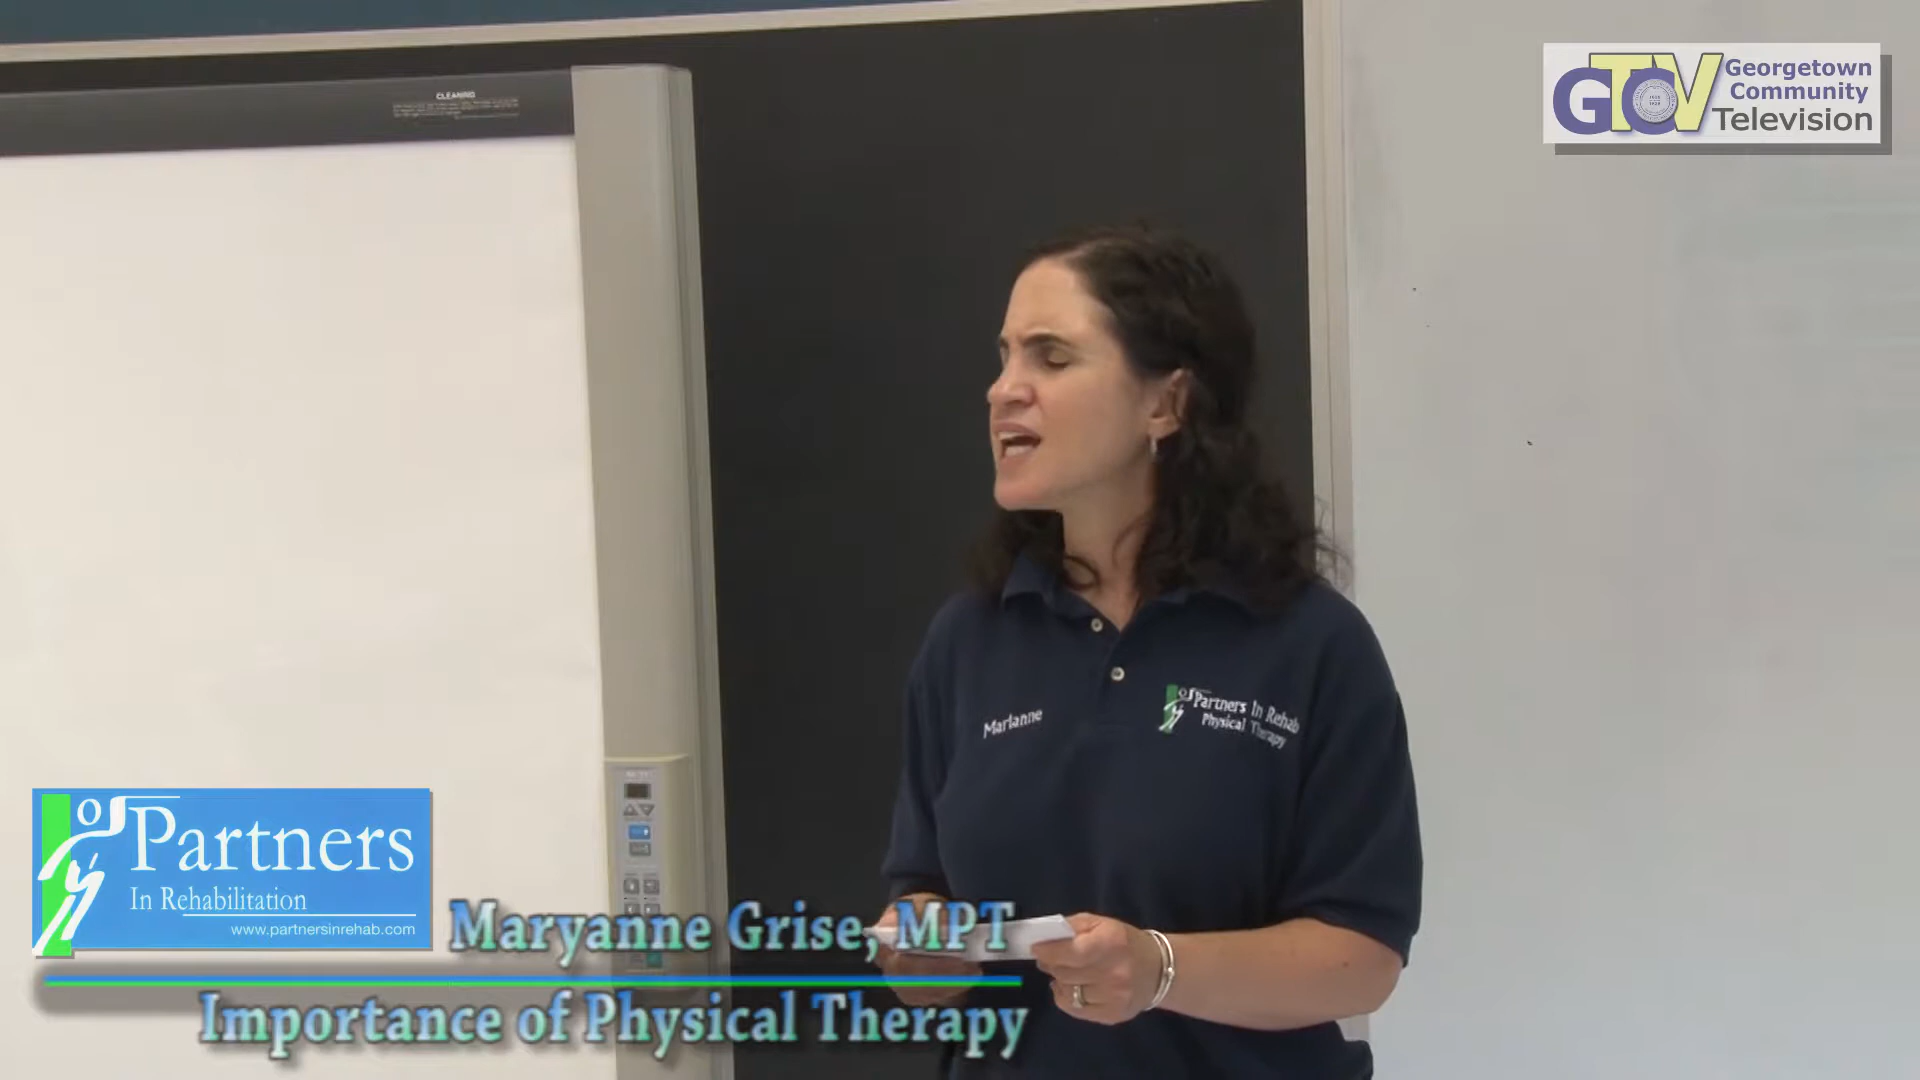 CLEANING
GCTV
Georgetown
Community
Television
Marianne
Partners In Rehab
Physical Therapy
Partners
In Rehabilitation
www.partnersinrehab.com
Maryanne Grise, MPT
Importance of Physical Therapy